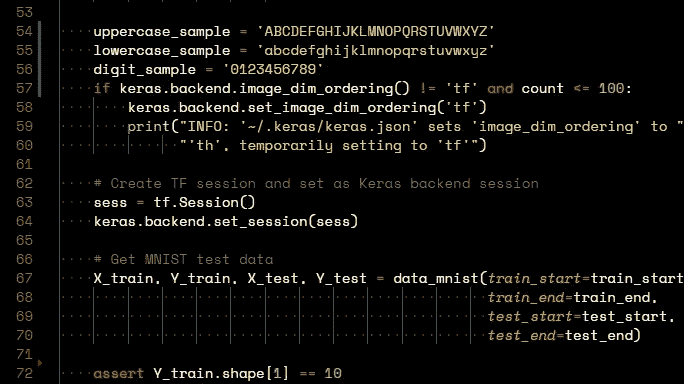 53
54 uppercase_sample = 'ABCDEFGHIJKLMNOPQRSTUVWXYZ'
55 lowercase_sample = 'abcdefghijklmnopqrstuvwxyz'
56 digit_sample = '0123456789'
57 if keras.backend.image_dim_ordering() != 'tf' and count <= 100:
58 keras.backend.set_image_dim_ordering('tf')
59 print("INFO: '~/.keras/keras.json' sets 'image_dim_ordering' to "
60 "'th', temporarily setting to 'tf'")
61
62 # Create TF session and set as Keras backend session
63 sess = tf.Session()
64 keras.backend.set_session(sess)
65
66 # Get MNIST test data
67 X_train, Y_train, X_test, Y_test = data_mnist(train_start=train_start
68 train_end=train_end,
69 test_start=test_start,
70 test_end=test_end)
71
72 assert Y_train.shape[1] == 10